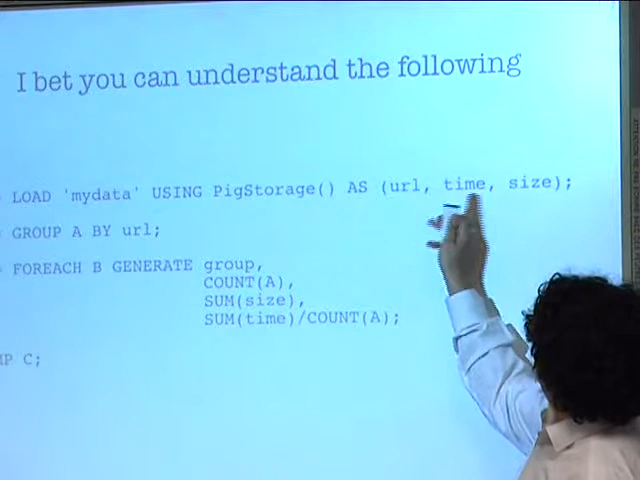 I bet you can understand the following
LOAD 'mydata' USING PigStorage() AS (url, time, size);
GROUP A BY url;
FOREACH B GENERATE group,
COUNT(A),
SUM(size),
SUM(time)/COUNT(A);
C;